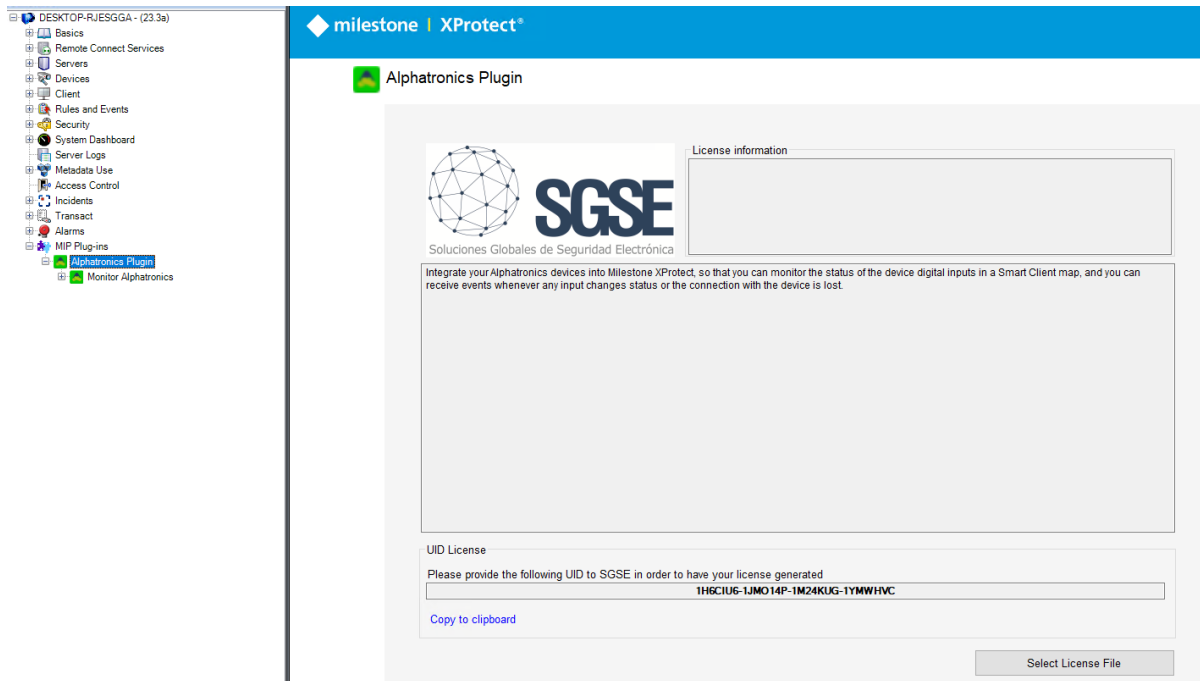 DESKTOP-RJESGGA - (23.3a)
Basics
Remote Connect Services
Servers
Devices
Client
Rules and Events
Security
System Dashboard
Server Logs
Metadata Use
Access Control
Incidents
Transact
Alarms
MIP Plug-ins
Alphatronics Plugin
Monitor Alphatronics
milestone | XProtect®
Alphatronics Plugin
SGSE
Soluciones Globales de Seguridad Electrónica
License information
Integrate your Alphatronics devices into Milestone XProtect, so that you can monitor the status of the device digital inputs in a Smart Client map, and you can
receive events whenever any input changes status or the connection with the device is lost.
UID License
Please provide the following UID to SGSE in order to have your license generated
1H6CIU6-1JMO14P-1M24KUG-1YMWHVC
Copy to clipboard
Select License File